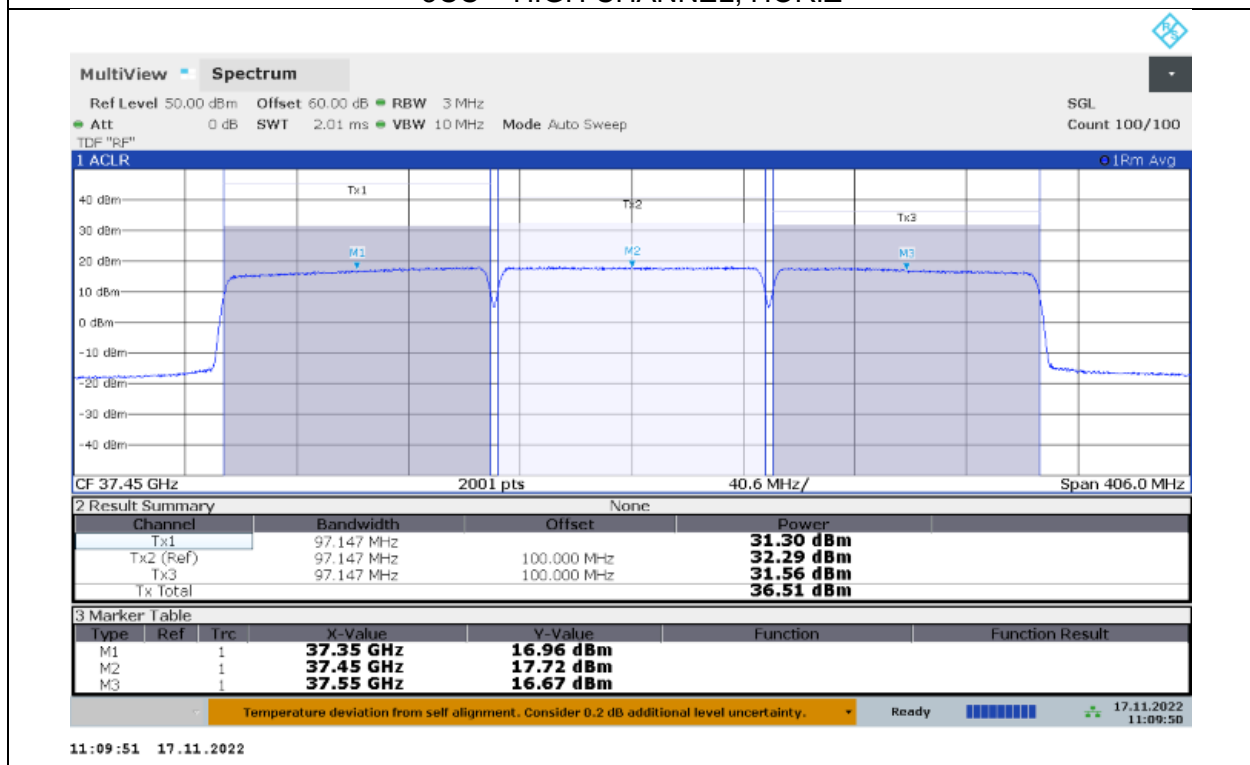 MultiView Spectrum
Ref Level 50.00 dBm Offset 60.00 dB RBW 3 MHz SGL
Att 0 dB SWT 2.01 ms VBW 10 MHz Mode Auto Sweep Count 100/100
TDF "RF"
1 ACLR 1Rm Avg
Tx1
40 dBm
Tx2
Tx3
30 dBm
M1 M2 M3
20 dBm
10 dBm
0 dBm
-10 dBm
-20 dBm
-30 dBm
-40 dBm
CF 37.45 GHz 2001 pts 40.6 MHz/ Span 406.0 MHz
2 Result Summary None
Channel Bandwidth Offset Power
Tx1 97.147 MHz 31.30 dBm
Tx2 (Ref) 97.147 MHz 100.000 MHz 32.29 dBm
Tx3 97.147 MHz 100.000 MHz 31.56 dBm
Tx Total 36.51 dBm
3 Marker Table
Type Ref Trc X-Value Y-Value Function Function Result
M1 1 37.35 GHz 16.96 dBm
M2 1 37.45 GHz 17.72 dBm
M3 1 37.55 GHz 16.67 dBm
Temperature deviation from self alignment. Consider 0.2 dB additional level uncertainty. Ready 17.11.2022
11:09:50
11:09:51 17.11.2022